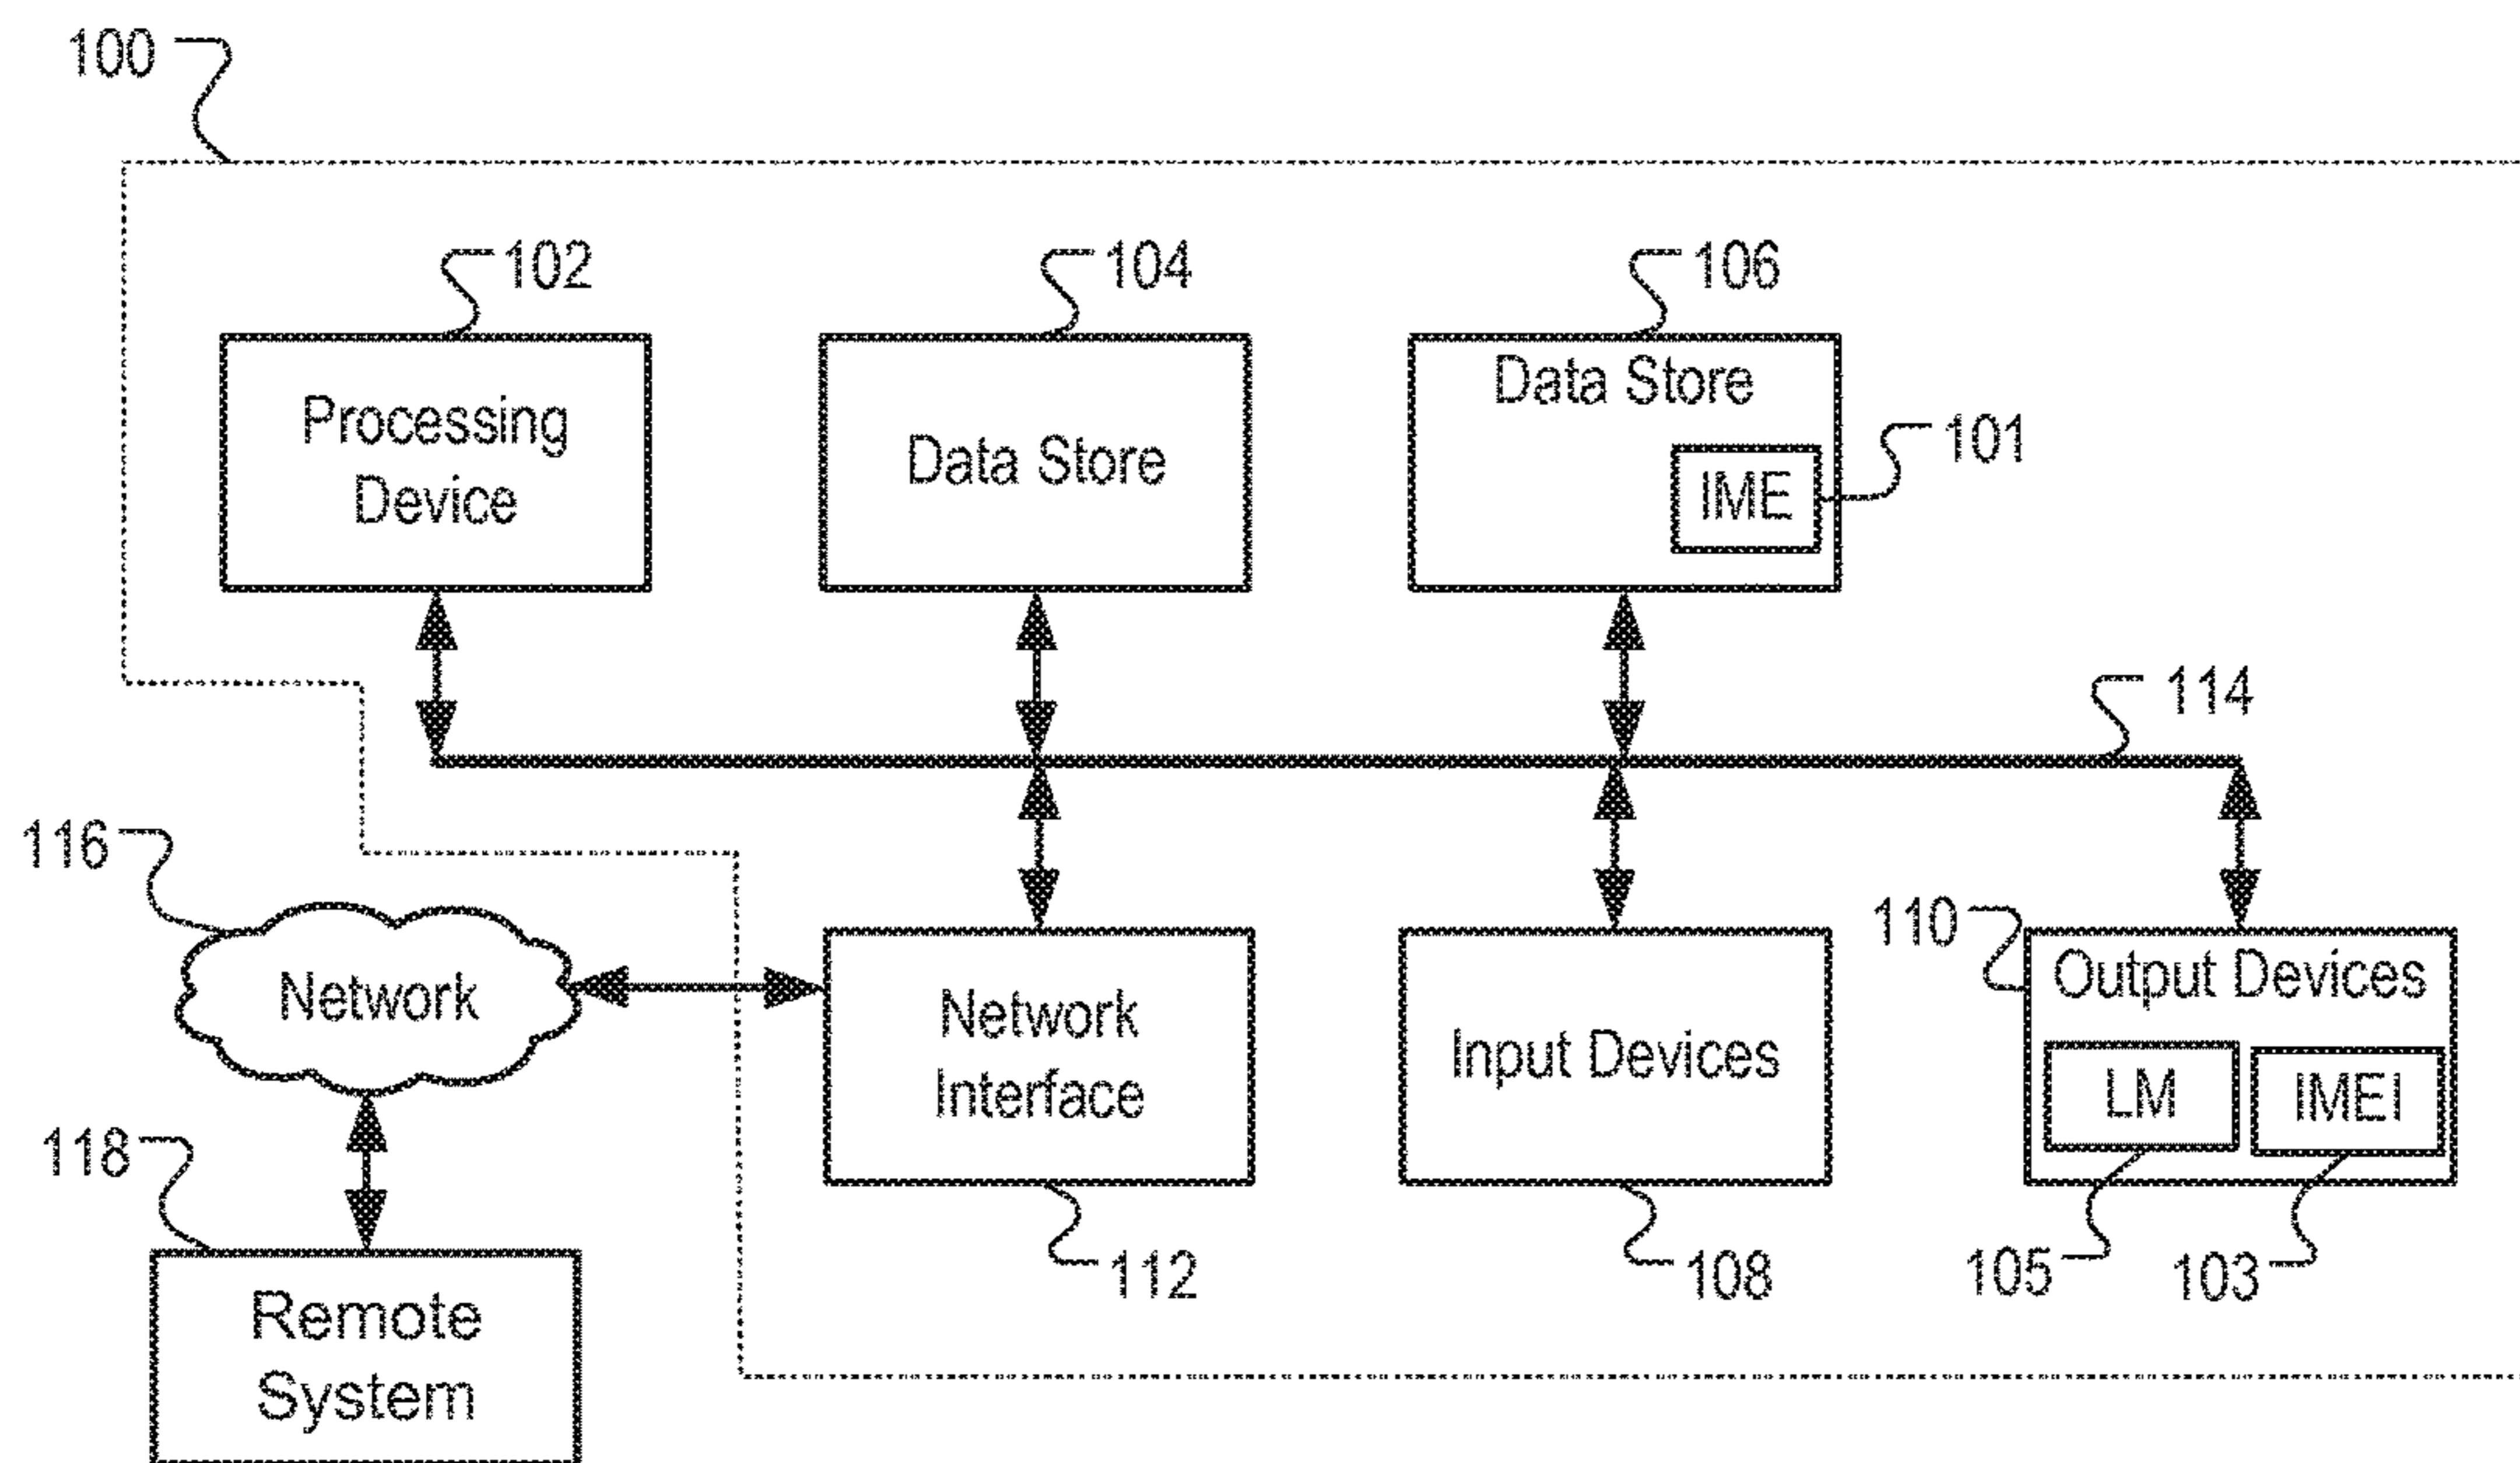 100
102
104
106
Processing
Device
Data Store
Data Store
IME
101
114
116
Network
Network
Interface
Input Devices
110
Output Devices
LM
IMEI
118
Remote
System
112
108
105
103